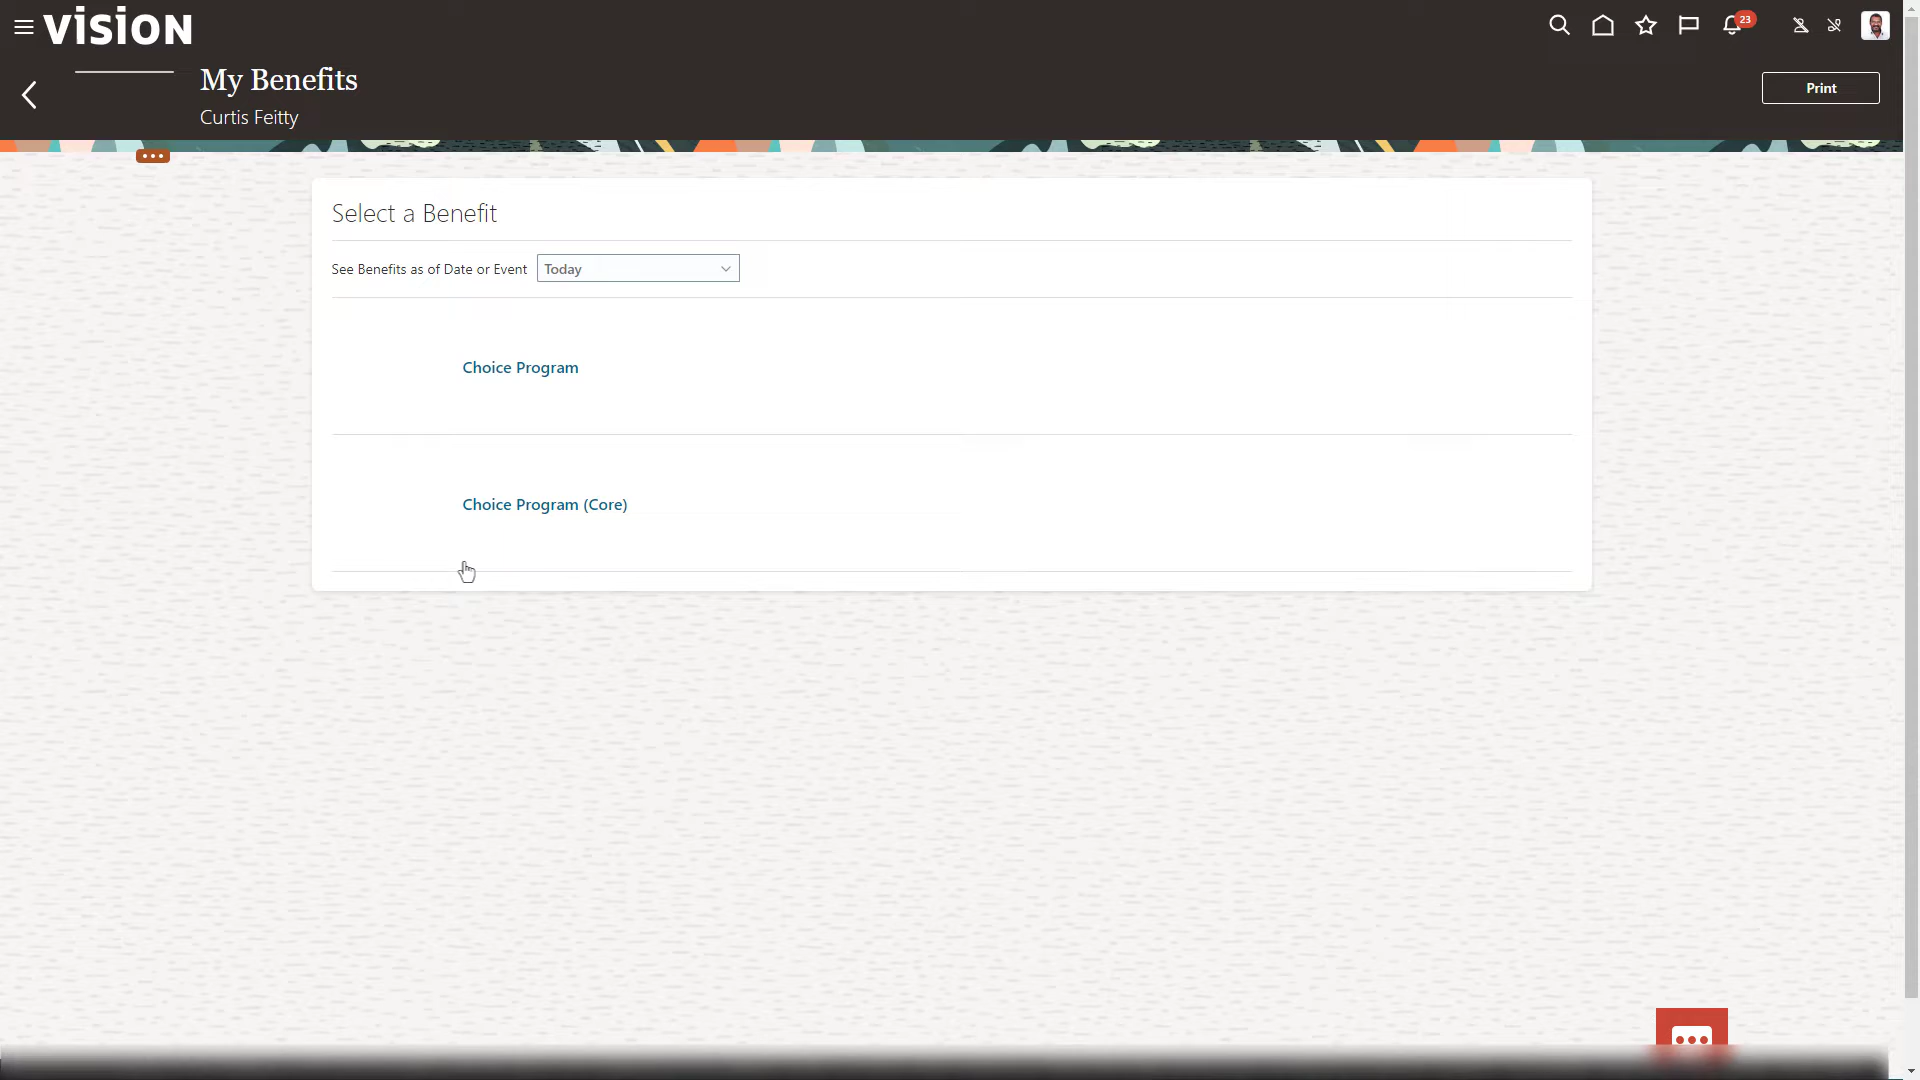 vision
23
My Benefits
Curtis Feitty
Print
Select a Benefit
See Benefits as of Date or Event
Today
Choice Program
Choice Program (Core)